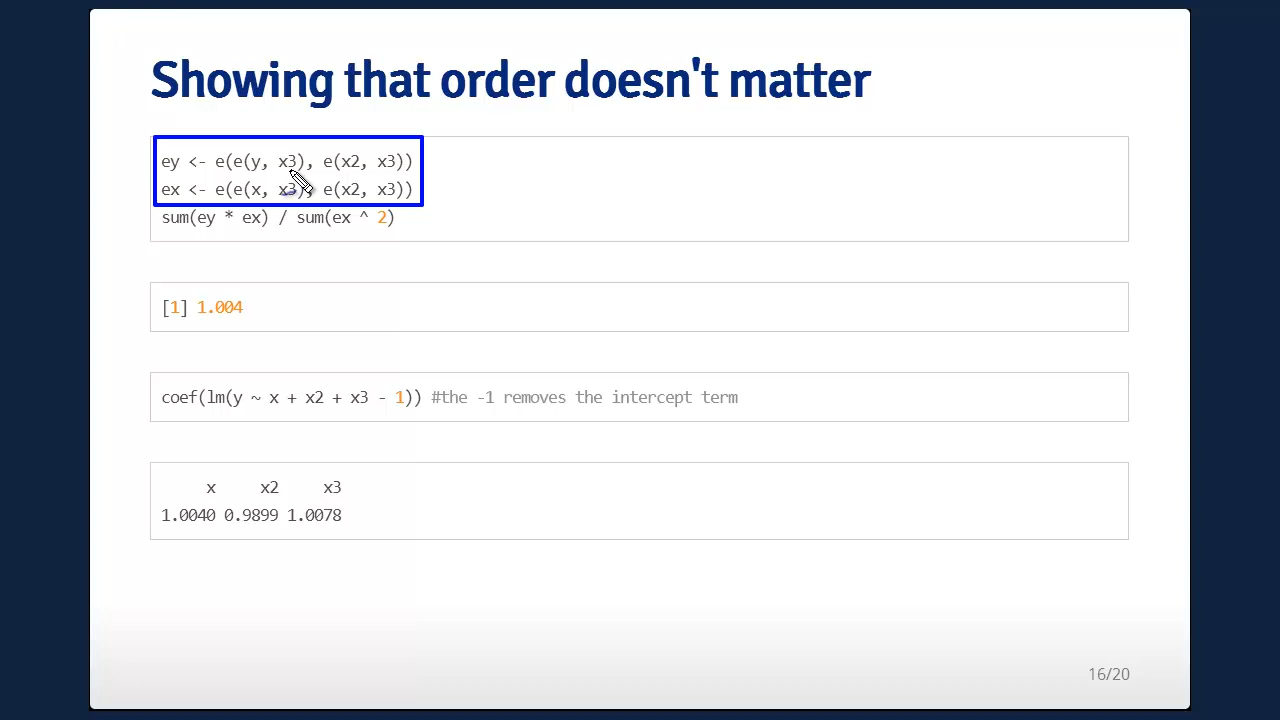 Showing that order doesn't matter
ey <- e(e(y, x3), e(x2, x3))
ex <- e(e(x, x3), e(x2, x3))
sum(ey * ex) / sum(ex ^ 2)
[1] 1.004
coef(lm(y ~ x + x2 + x3 - 1)) #the -1 removes the intercept term
x x2 x3
1.0040 0.9899 1.0078
16/20